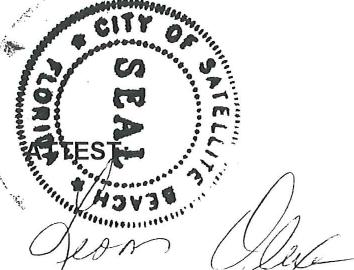 CITY OF SATELLITE BEACH
FLORIDA
SEAL
ATTEST